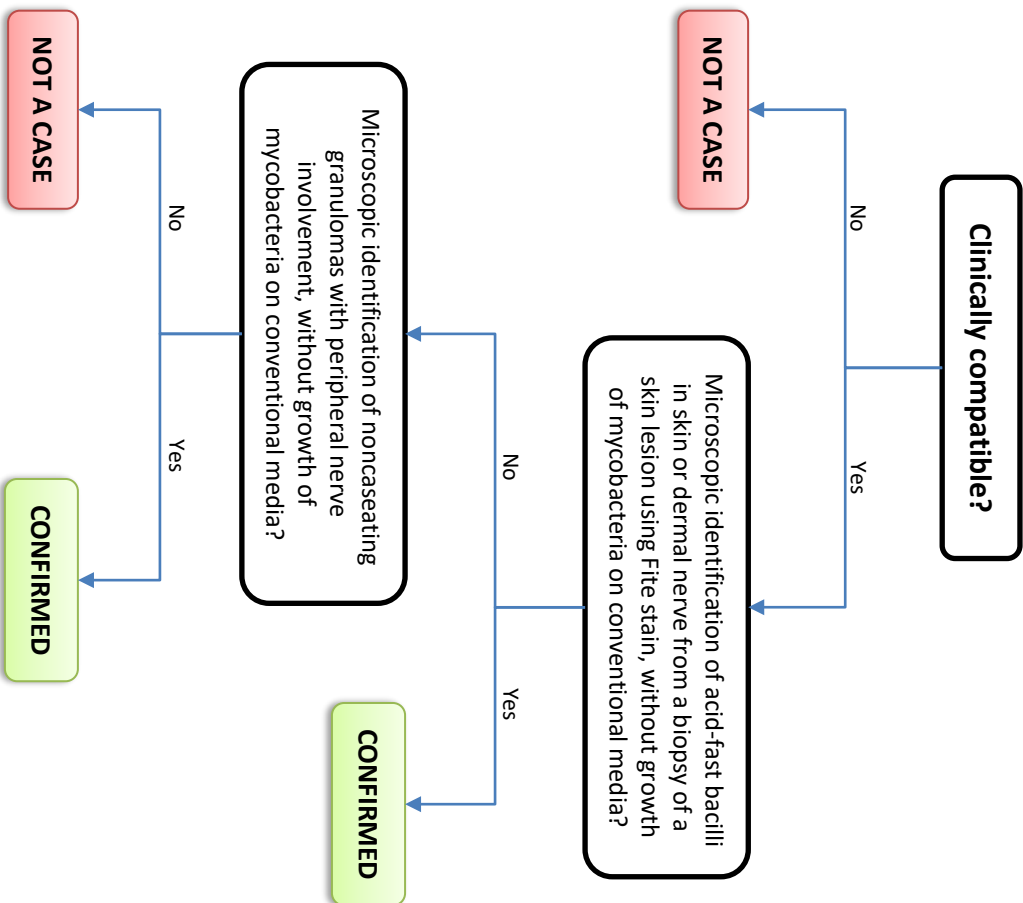 Clinically compatible?
No
Yes
NOT A CASE
Microscopic identification of acid-fast bacilli
in skin or dermal nerve from a biopsy of a
skin lesion using Fite stain, without growth
of mycobacteria on conventional media?
No
Yes
Microscopic identification of noncaseating
granulomas with peripheral nerve
involvement, without growth of
mycobacteria on conventional media?
CONFIRMED
No
Yes
NOT A CASE
CONFIRMED